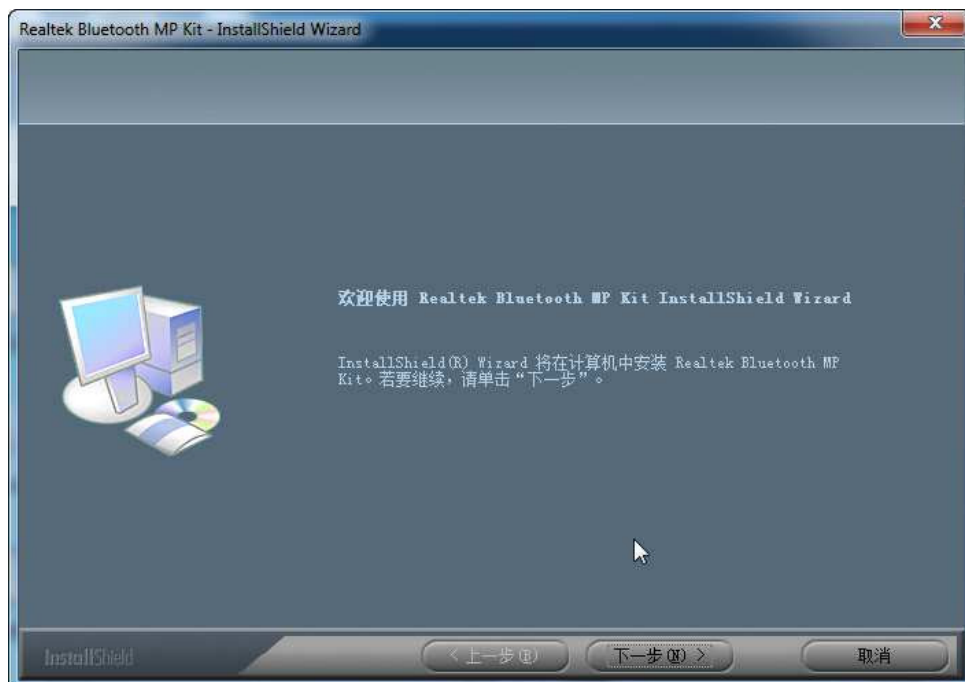 Realtek Bluetooth MP Kit - InstallShield Wizard
欢迎使用 Realtek Bluetooth MP Kit InstallShield Wizard
InstallShield(R) Wizard 将在计算机中安装 Realtek Bluetooth MP
Kit。若要继续，请单击“下一步”。
InstallShield
< 上一步(B)
下一步(N) >
取消